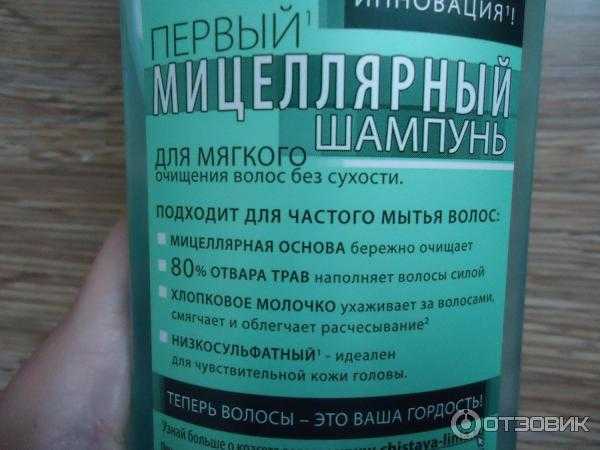 ИННОВАЦИЯ¹!
ПЕРВЫЙ¹
МИЦЕЛЛЯРНЫЙ
ШАМПУНЬ
ДЛЯ МЯГКОГО
очищения волос без сухости.
ПОДХОДИТ ДЛЯ ЧАСТОГО МЫТЬЯ ВОЛОС:
МИЦЕЛЛЯРНАЯ ОСНОВА бережно очищает
80% ОТВАРА ТРАВ наполняет волосы силой
ХЛОПКОВОЕ МОЛОЧКО ухаживает за волосами,
смягчает и облегчает расчесывание²
НИЗКОСУЛЬФАТНЫЙ¹ - идеален
для чувствительной кожи головы.
ТЕПЕРЬ ВОЛОСЫ – ЭТО ВАША ГОРДОСТЬ!
Узнай больше о красоте
ОТЗОВИК